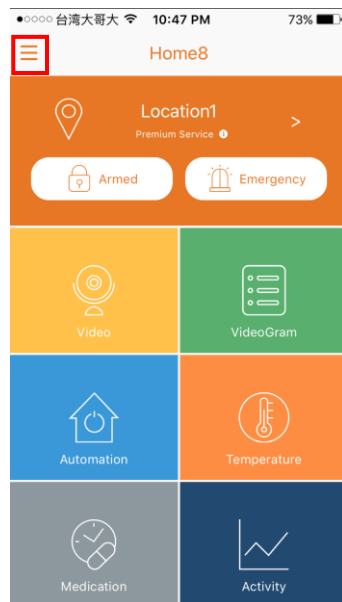 台湾大哥大 10:47 PM 73%
Home8
Location1
Premium Service
>
Armed Emergency
Video VideoGram
Automation Temperature
Medication Activity